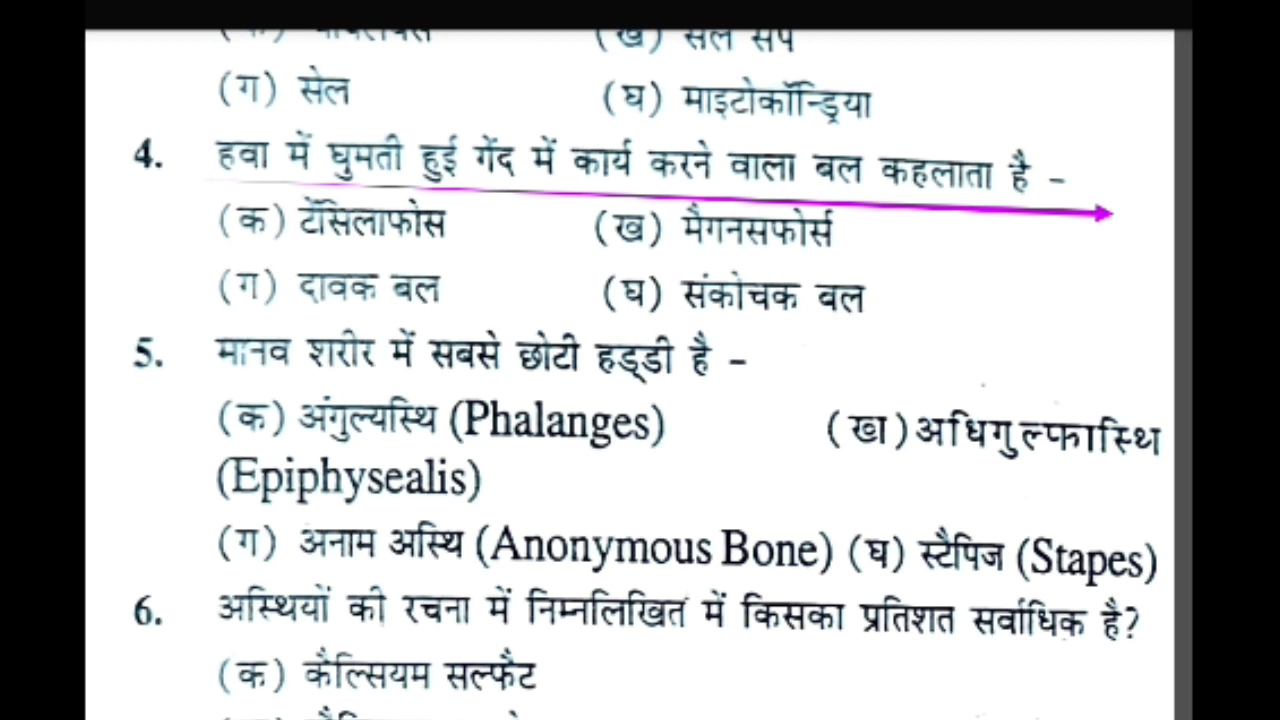 (ख) सेल सैप
(ग) सेल (घ) माइटोकॉन्ड्रिया
4. हवा में घुमती हुई गेंद में कार्य करने वाला बल कहलाता है -
(क) टेंसिलाफोस (ख) मैगनसफोर्स
(ग) दावक बल (घ) संकोचक बल
5. मानव शरीर में सबसे छोटी हड्डी है -
(क) अंगुल्यस्थि (Phalanges) (ख) अधिगुल्फास्थि
(Epiphysealis)
(ग) अनाम अस्थि (Anonymous Bone) (घ) स्टैपिज (Stapes)
6. अस्थियों की रचना में निम्नलिखित में किसका प्रतिशत सर्वाधिक है?
(क) कैल्सियम सल्फैट